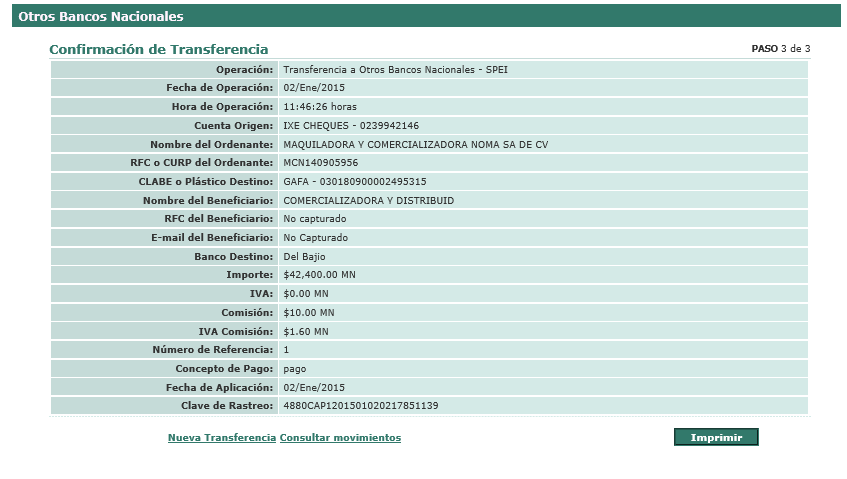 Otros Bancos Nacionales
Confirmación de Transferencia PASO 3 de 3
Operación: Transferencia a Otros Bancos Nacionales - SPEI
Fecha de Operación: 02/Ene/2015
Hora de Operación: 11:46:26 horas
Cuenta Origen: IXE CHEQUES - 0239942146
Nombre del Ordenante: MAQUILADORA Y COMERCIALIZADORA NOMA SA DE CV
RFC o CURP del Ordenante: MCN140905956
CLABE o Plástico Destino: GAFA - 030180900002495315
Nombre del Beneficiario: COMERCIALIZADORA Y DISTRIBUID
RFC del Beneficiario: No capturado
E-mail del Beneficiario: No Capturado
Banco Destino: Del Bajio
Importe: $42,400.00 MN
IVA: $0.00 MN
Comisión: $10.00 MN
IVA Comisión: $1.60 MN
Número de Referencia: 1
Concepto de Pago: pago
Fecha de Aplicación: 02/Ene/2015
Clave de Rastreo: 4880CAP1201501020217851139
Nueva Transferencia Consultar movimientos Imprimir